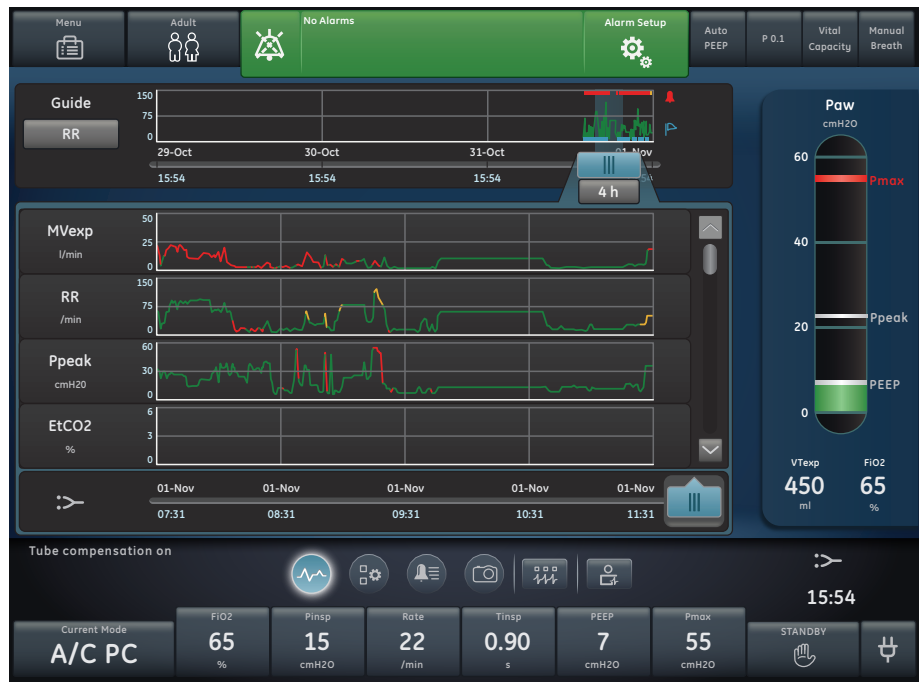 Menu
Adult
No Alarms
Alarm Setup
Auto PEEP
P 0.1
Vital Capacity
Manual Breath
Guide
RR
150
75
0
29-Oct 30-Oct 31-Oct 01-Nov
15:54 15:54 15:54
4 h
MVexp
l/min
50
25
0
RR
/min
150
75
0
Ppeak
cmH20
60
30
0
EtCO2
%
6
3
0
01-Nov 01-Nov 01-Nov 01-Nov 01-Nov
07:31 08:31 09:31 10:31 11:31
Paw
cmH2O
60
Pmax
40
Ppeak
20
PEEP
0
VTexp FiO2
450 65
ml %
Tube compensation on
15:54
Current Mode
A/C PC
FiO2
65
%
Pinsp
15
cmH2O
Rate
22
/min
Tinsp
0.90
s
PEEP
7
cmH2O
Pmax
55
cmH2O
STANDBY